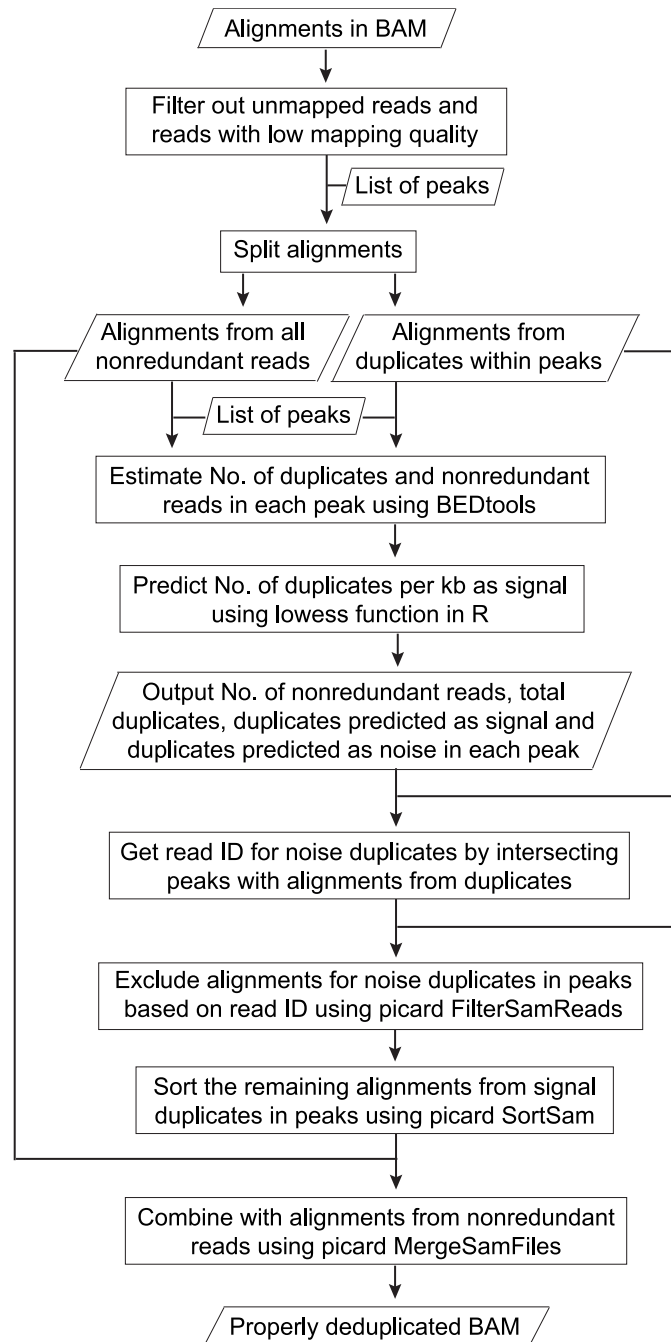 Alignments in BAM
Filter out unmapped reads and
reads with low mapping quality
List of peaks
Split alignments
Alignments from all
nonredundant reads
Alignments from
duplicates within peaks
List of peaks
Estimate No. of duplicates and nonredundant
reads in each peak using BEDtools
Predict No. of duplicates per kb as signal
using lowess function in R
Output No. of nonredundant reads, total
duplicates, duplicates predicted as signal and
duplicates predicted as noise in each peak
Get read ID for noise duplicates by intersecting
peaks with alignments from duplicates
Exclude alignments for noise duplicates in peaks
based on read ID using picard FilterSamReads
Sort the remaining alignments from signal
duplicates in peaks using picard SortSam
Combine with alignments from nonredundant
reads using picard MergeSamFiles
Properly deduplicated BAM